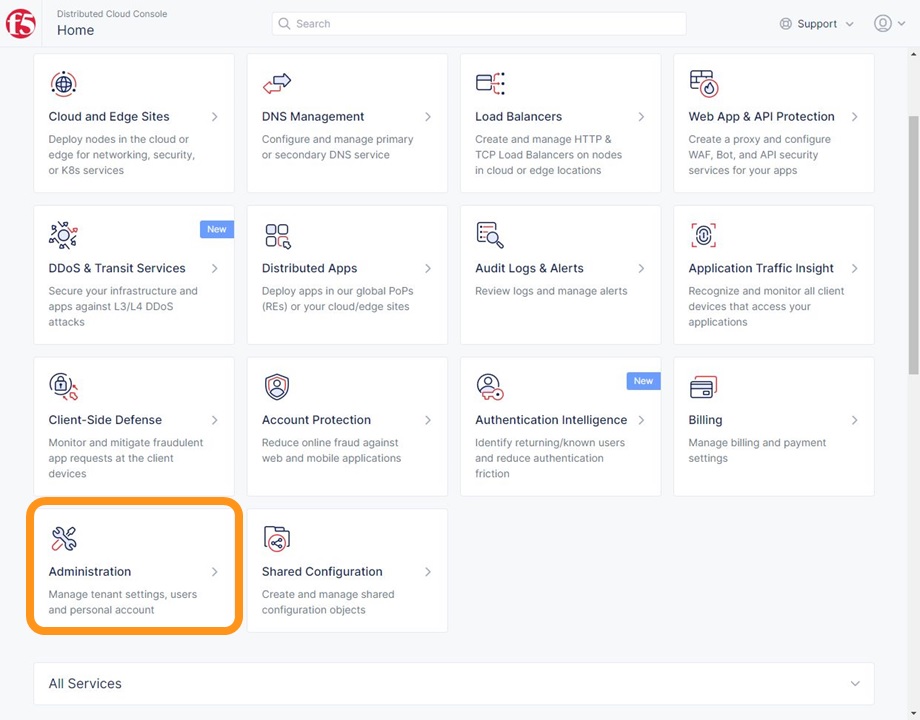 f5
Distributed Cloud Console
Home
Search
Support
Cloud and Edge Sites
Deploy nodes in the cloud or
edge for networking, security,
or K8s services
DNS Management
Configure and manage primary
or secondary DNS service
Load Balancers
Create and manage HTTP &
TCP Load Balancers on nodes
in cloud or edge locations
Web App & API Protection
Create a proxy and configure
WAF, Bot, and API security
services for your apps
New
DDoS & Transit Services
Secure your infrastructure and
apps against L3/L4 DDoS
attacks
Distributed Apps
Deploy apps in our global PoPs
(REs) or your cloud/edge sites
Audit Logs & Alerts
Review logs and manage alerts
Application Traffic Insight
Recognize and monitor all client
devices that access your
applications
Client-Side Defense
Monitor and mitigate fraudulent
app requests at the client
devices
Account Protection
Reduce online fraud against
web and mobile applications
New
Authentication Intelligence
Identify returning/known users
and reduce authentication
friction
Billing
Manage billing and payment
settings
Administration
Manage tenant settings, users
and personal account
Shared Configuration
Create and manage shared
configuration objects
All Services